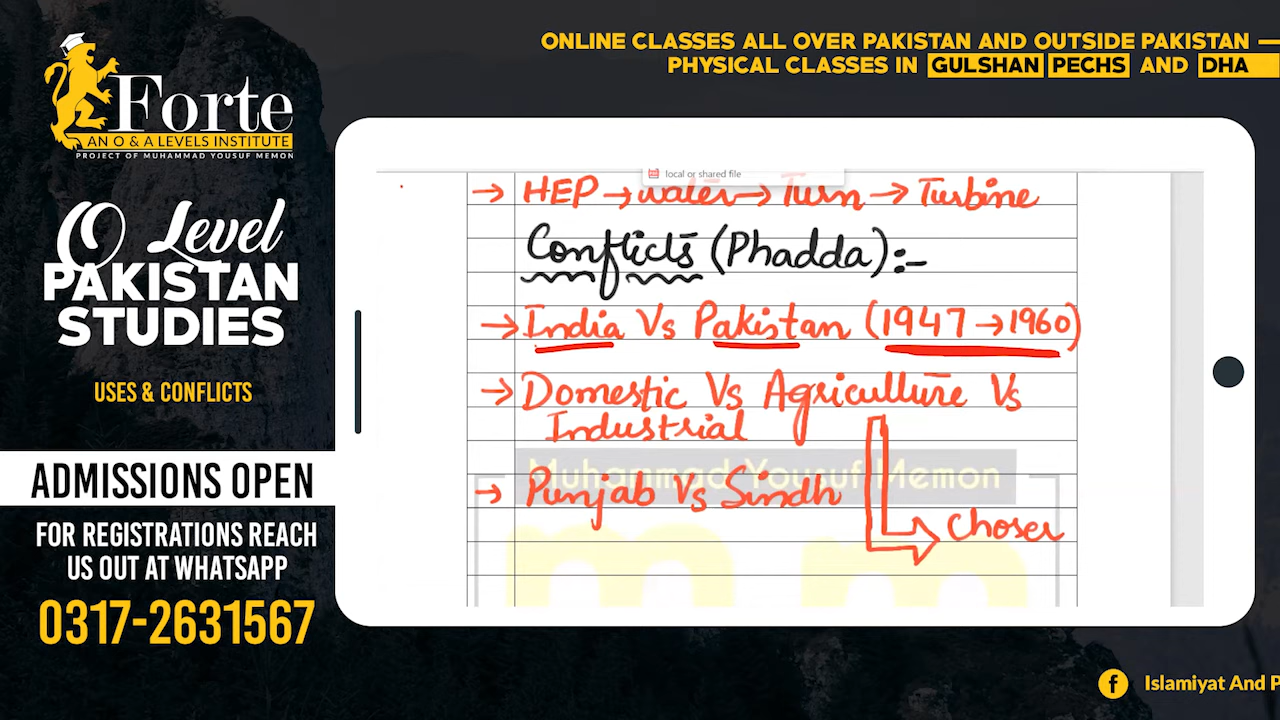 Forte
AN O & A LEVELS INSTITUTE
PROJECT OF MUHAMMAD YOUSUF MEMON
O Level
PAKISTAN
STUDIES
USES & CONFLICTS
ADMISSIONS OPEN
FOR REGISTRATIONS REACH
US OUT AT WHATSAPP
0317-2631567
ONLINE CLASSES ALL OVER PAKISTAN AND OUTSIDE PAKISTAN —
PHYSICAL CLASSES IN GULSHAN PECHS AND DHA
local or shared file
→ HEP → water → Turn → Turbine
Conflicts (Phadda):-
→ India Vs Pakistan (1947 → 1960)
→ Domestic Vs Agriculture Vs
Industrial
Muhammad Yousuf Memon
→ Punjab Vs Sindh
Choser
m m
f Islamiyat And P